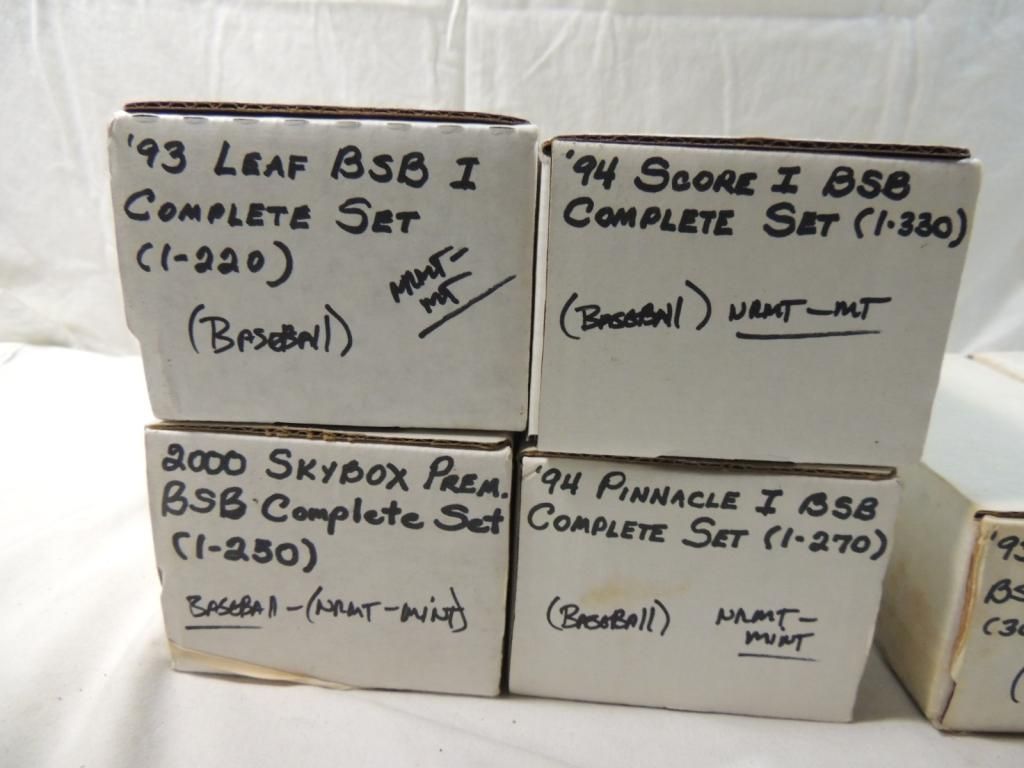 '93 LEAF BSB I
COMPLETE SET
(1-220)
(BASEBAll)
NRMT-
MT
'94 SCORE I BSB
COMPLETE SET (1-330)
(BASEBAll) NRMT-MT
2000 SKYBOX PREM.
BSB Complete Set
(1-250)
BASEBAll-(NRMT-MINT)
'94 PINNACLE I BSB
COMPLETE SET (1-270)
(BASEBAll)
NRMT-
MINT